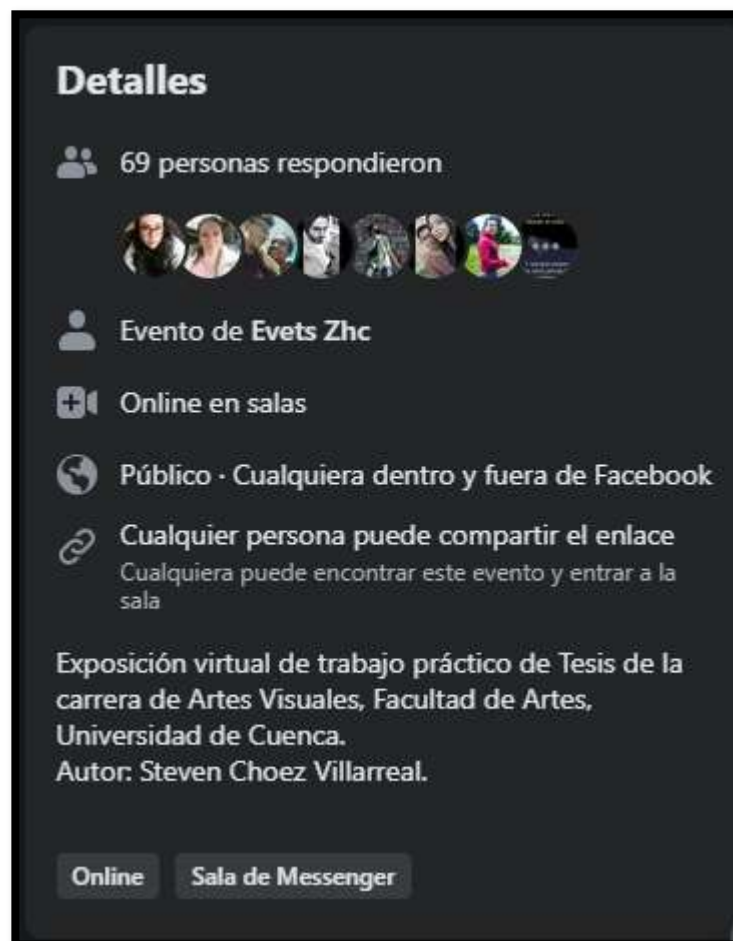 Detalles
69 personas respondieron
Evento de Evets Zhc
Online en salas
Público · Cualquiera dentro y fuera de Facebook
Cualquier persona puede compartir el enlace
Cualquiera puede encontrar este evento y entrar a la
sala
Exposición virtual de trabajo práctico de Tesis de la
carrera de Artes Visuales, Facultad de Artes,
Universidad de Cuenca.
Autor: Steven Choez Villarreal.
Online
Sala de Messenger